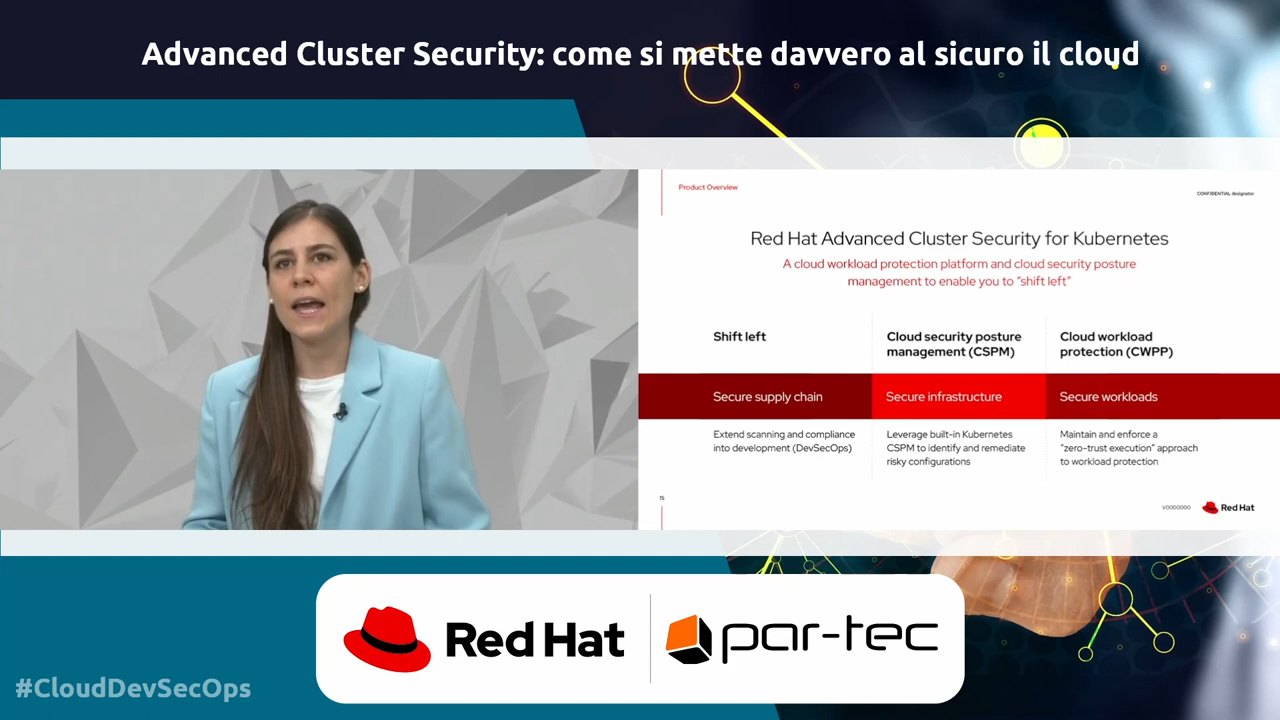 Advanced Cluster Security: come si mette davvero al sicuro il cloud
Product Overview
CONFIDENTIAL designator
Red Hat Advanced Cluster Security for Kubernetes
A cloud workload protection platform and cloud security posture
management to enable you to “shift left”
Shift left
Cloud security posture
management (CSPM)
Cloud workload
protection (CWPP)
Secure supply chain
Secure infrastructure
Secure workloads
Extend scanning and compliance
into development (DevSecOps)
Leverage built-in Kubernetes
CSPM to identify and remediate
risky configurations
Maintain and enforce a
“zero-trust execution” approach
to workload protection
15
V0000000
Red Hat
Red Hat
par-tec
#CloudDevSecOps